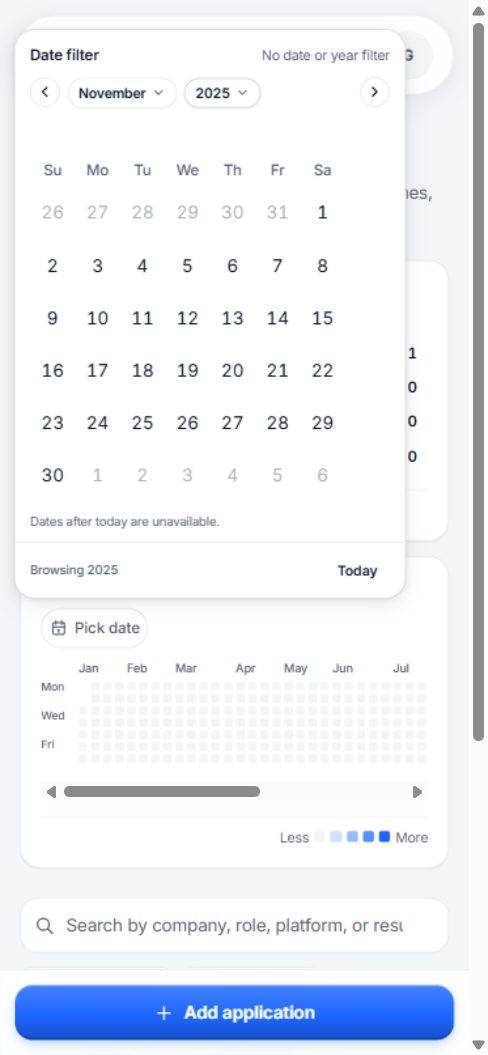 Date filter No date or year filter G
November 2025
Su Mo Tu We Th Fr Sa
26 27 28 29 30 31 1
2 3 4 5 6 7 8
9 10 11 12 13 14 15
16 17 18 19 20 21 22
23 24 25 26 27 28 29
30 1 2 3 4 5 6
Dates after today are unavailable.
Browsing 2025 Today
1
0
0
0
Pick date
Jan Feb Mar Apr May Jun Jul
Mon
Wed
Fri
Less More
Search by company, role, platform, or resu
+ Add application